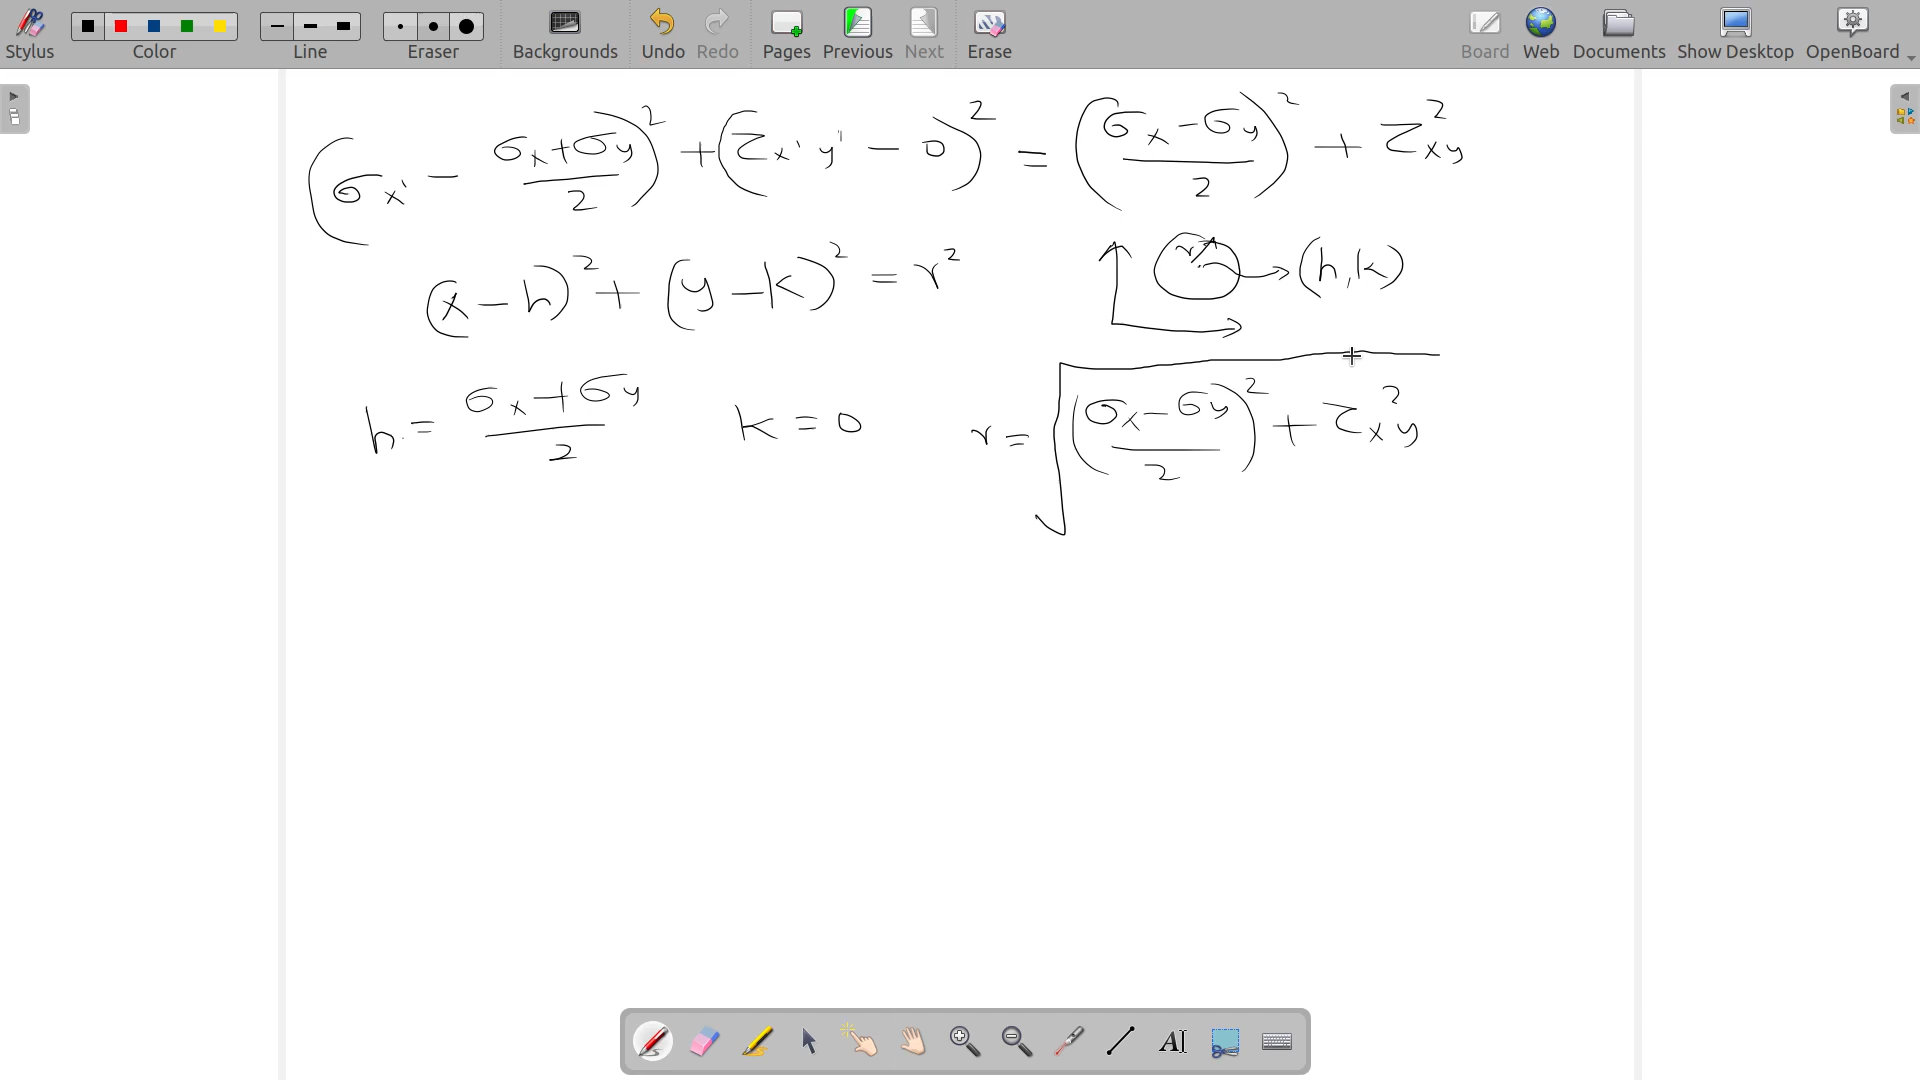 Stylus Color Line Eraser Backgrounds Undo Redo Pages Previous Next Erase Board Web Documents Show Desktop OpenBoard
(σx' − (σx+σy)/2)² + (τx'y' − 0)² = ((σx−σy)/2)² + τxy²
(x−h)² + (y−k)² = r²
r (h,k)
h = (σx+σy)/2 k = 0 r = √(((σx−σy)/2)² + τxy²)
AI